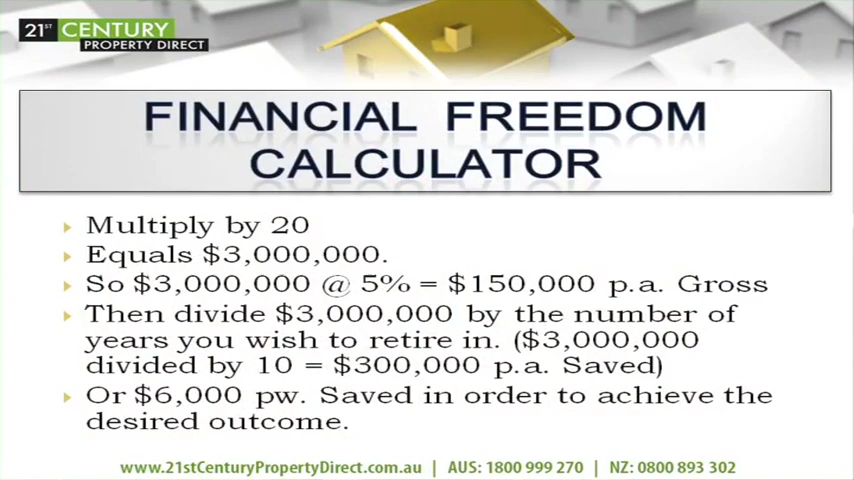 21ST CENTURY
PROPERTY DIRECT
FINANCIAL FREEDOM
CALCULATOR
Multiply by 20
Equals $3,000,000.
So $3,000,000 @ 5% = $150,000 p.a. Gross
Then divide $3,000,000 by the number of
years you wish to retire in. ($3,000,000
divided by 10 = $300,000 p.a. Saved)
Or $6,000 pw. Saved in order to achieve the
desired outcome.
www.21stCenturyPropertyDirect.com.au | AUS: 1800 999 270 | NZ: 0800 893 302